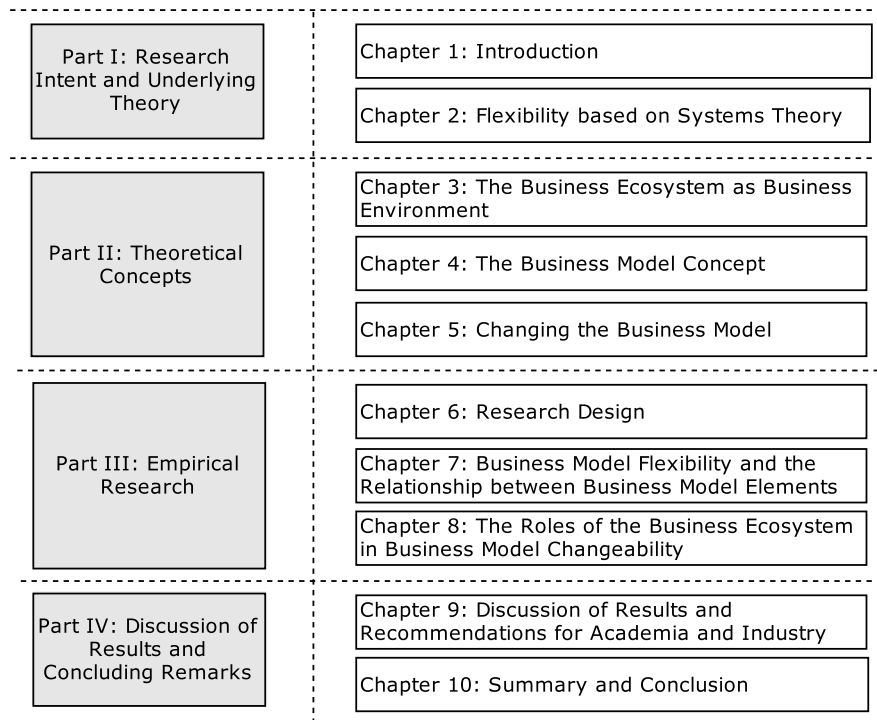 Part I: Research
Intent and Underlying
Theory
Chapter 1: Introduction
Chapter 2: Flexibility based on Systems Theory
Part II: Theoretical
Concepts
Chapter 3: The Business Ecosystem as Business
Environment
Chapter 4: The Business Model Concept
Chapter 5: Changing the Business Model
Part III: Empirical
Research
Chapter 6: Research Design
Chapter 7: Business Model Flexibility and the
Relationship between Business Model Elements
Chapter 8: The Roles of the Business Ecosystem
in Business Model Changeability
Part IV: Discussion of
Results and
Concluding Remarks
Chapter 9: Discussion of Results and
Recommendations for Academia and Industry
Chapter 10: Summary and Conclusion